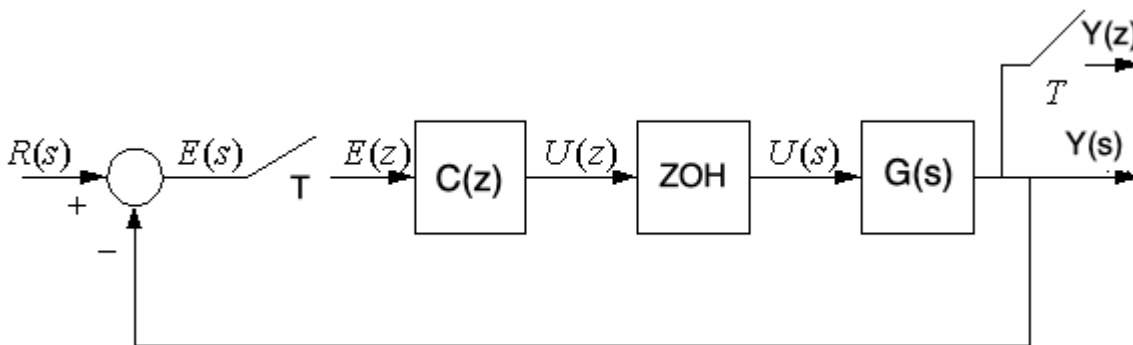 Y(z)
T
R(s)
E(s)
E(z)
U(z)
U(s)
Y(s)
+
T
C(z)
ZOH
G(s)
−